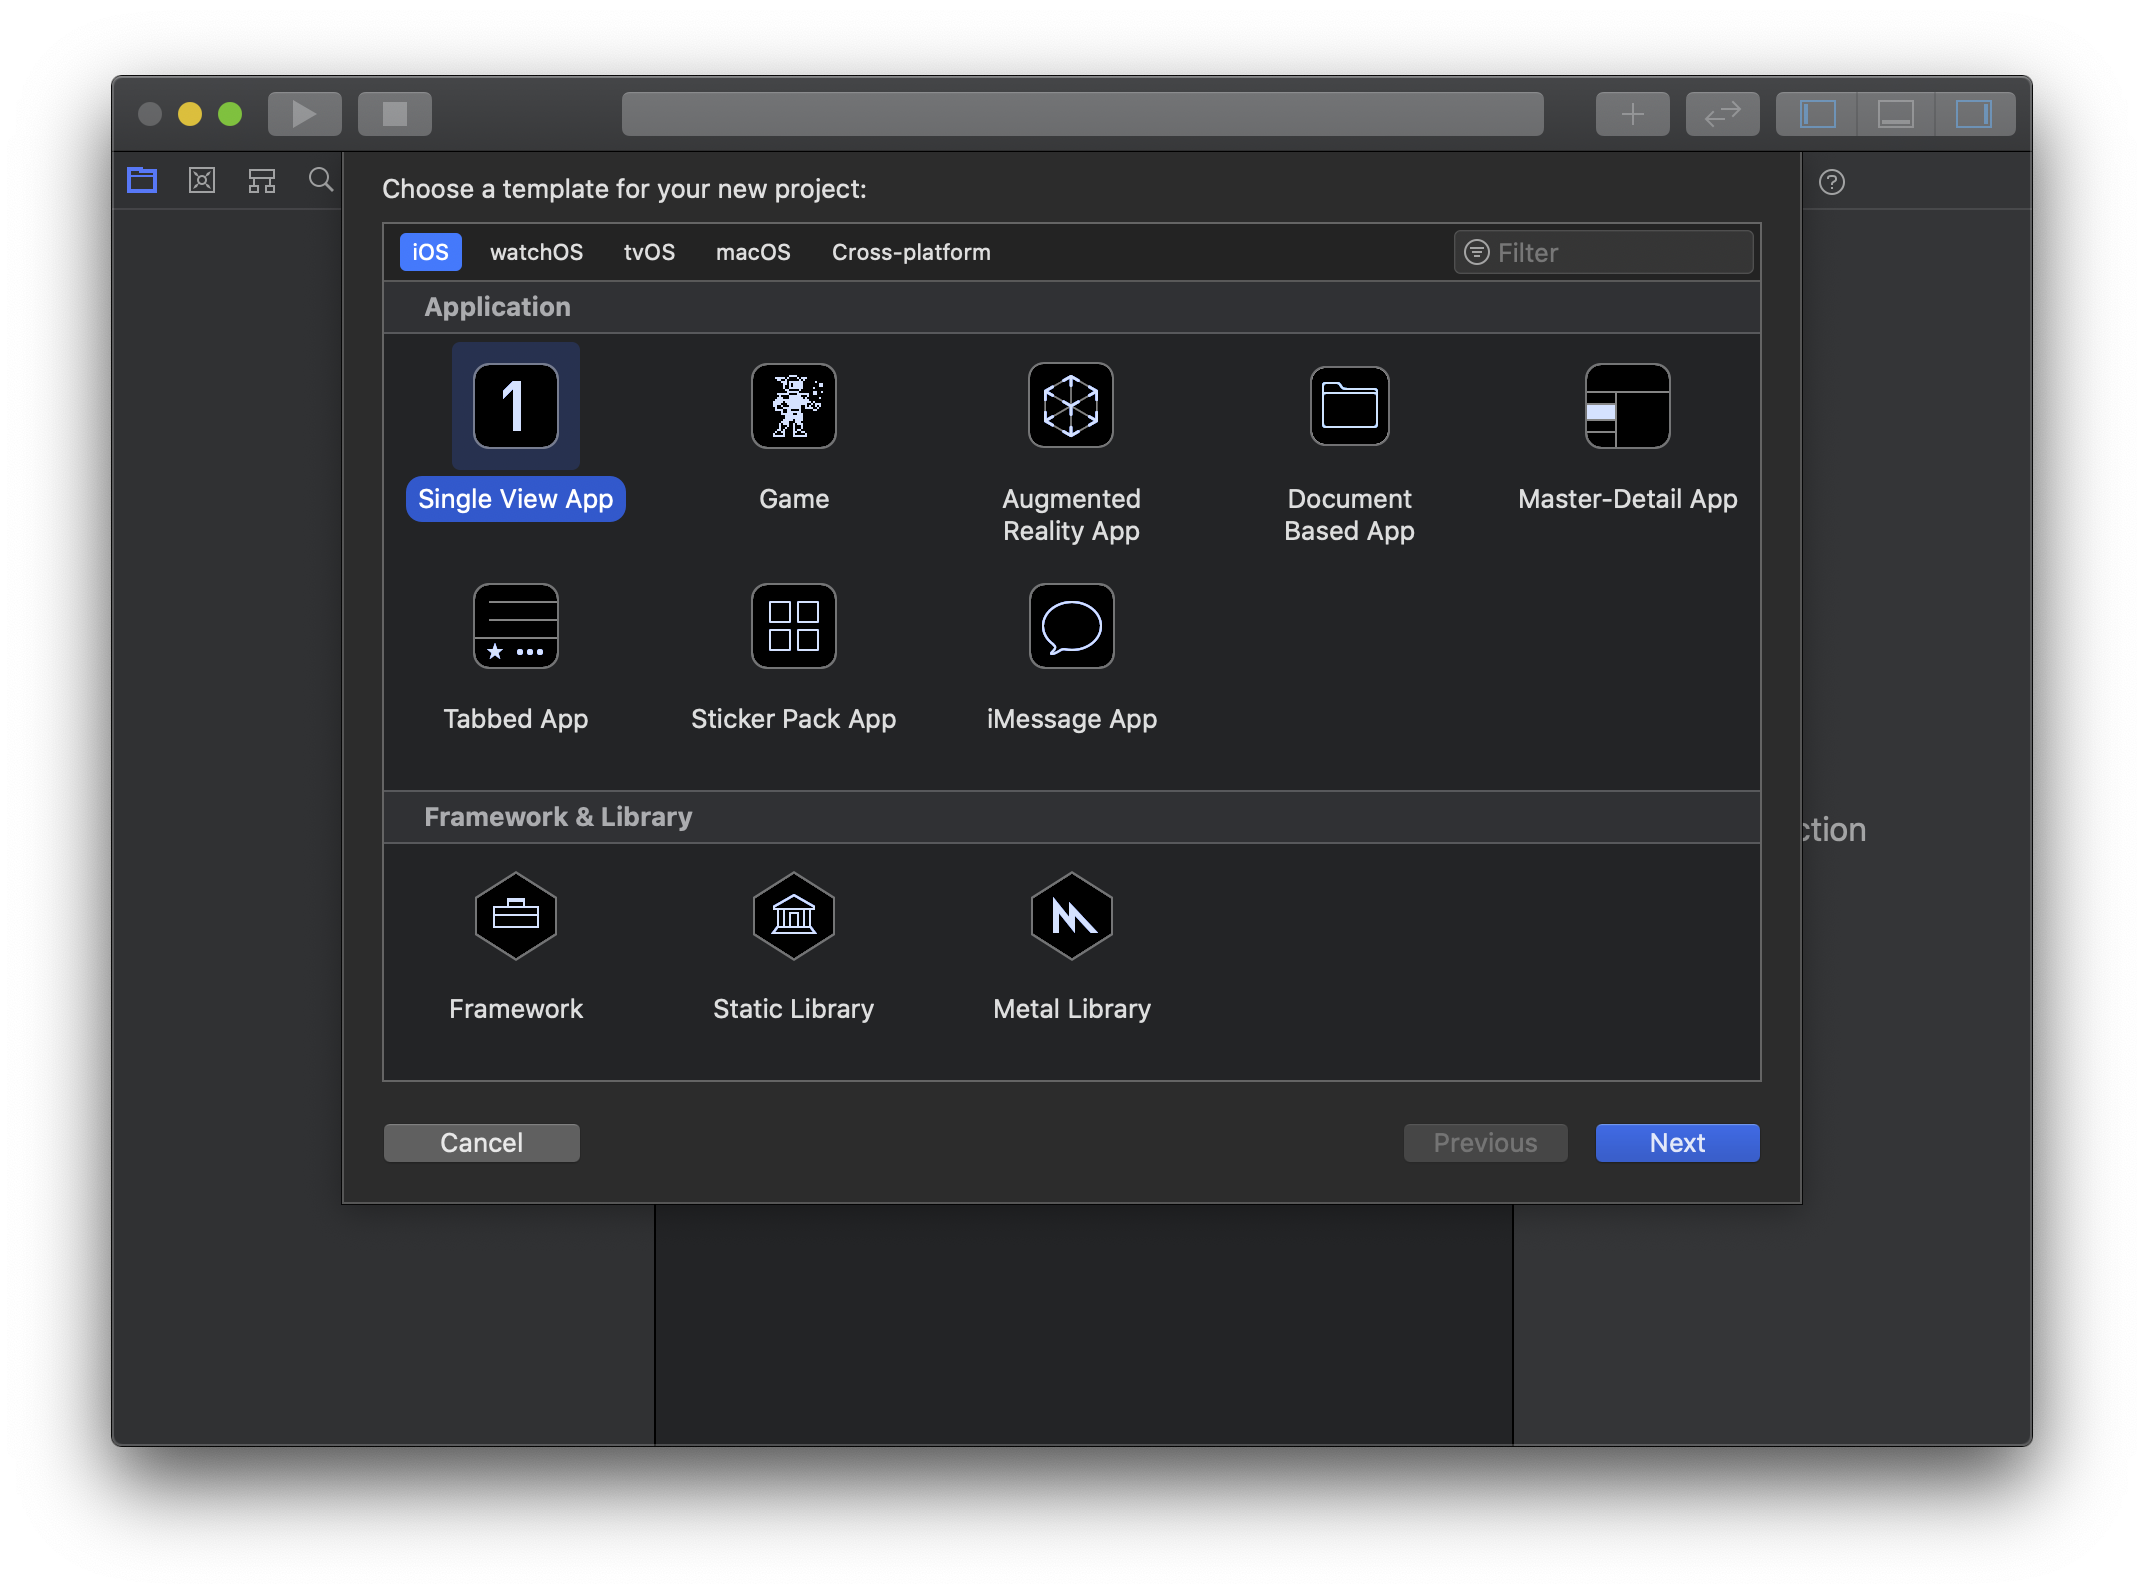 Choose a template for your new project:
iOS watchOS tvOS macOS Cross-platform Filter
Application
1
Single View App Game Augmented Reality App Document Based App Master-Detail App
Tabbed App Sticker Pack App iMessage App
Framework & Library
ction
Framework Static Library Metal Library
Cancel Previous Next